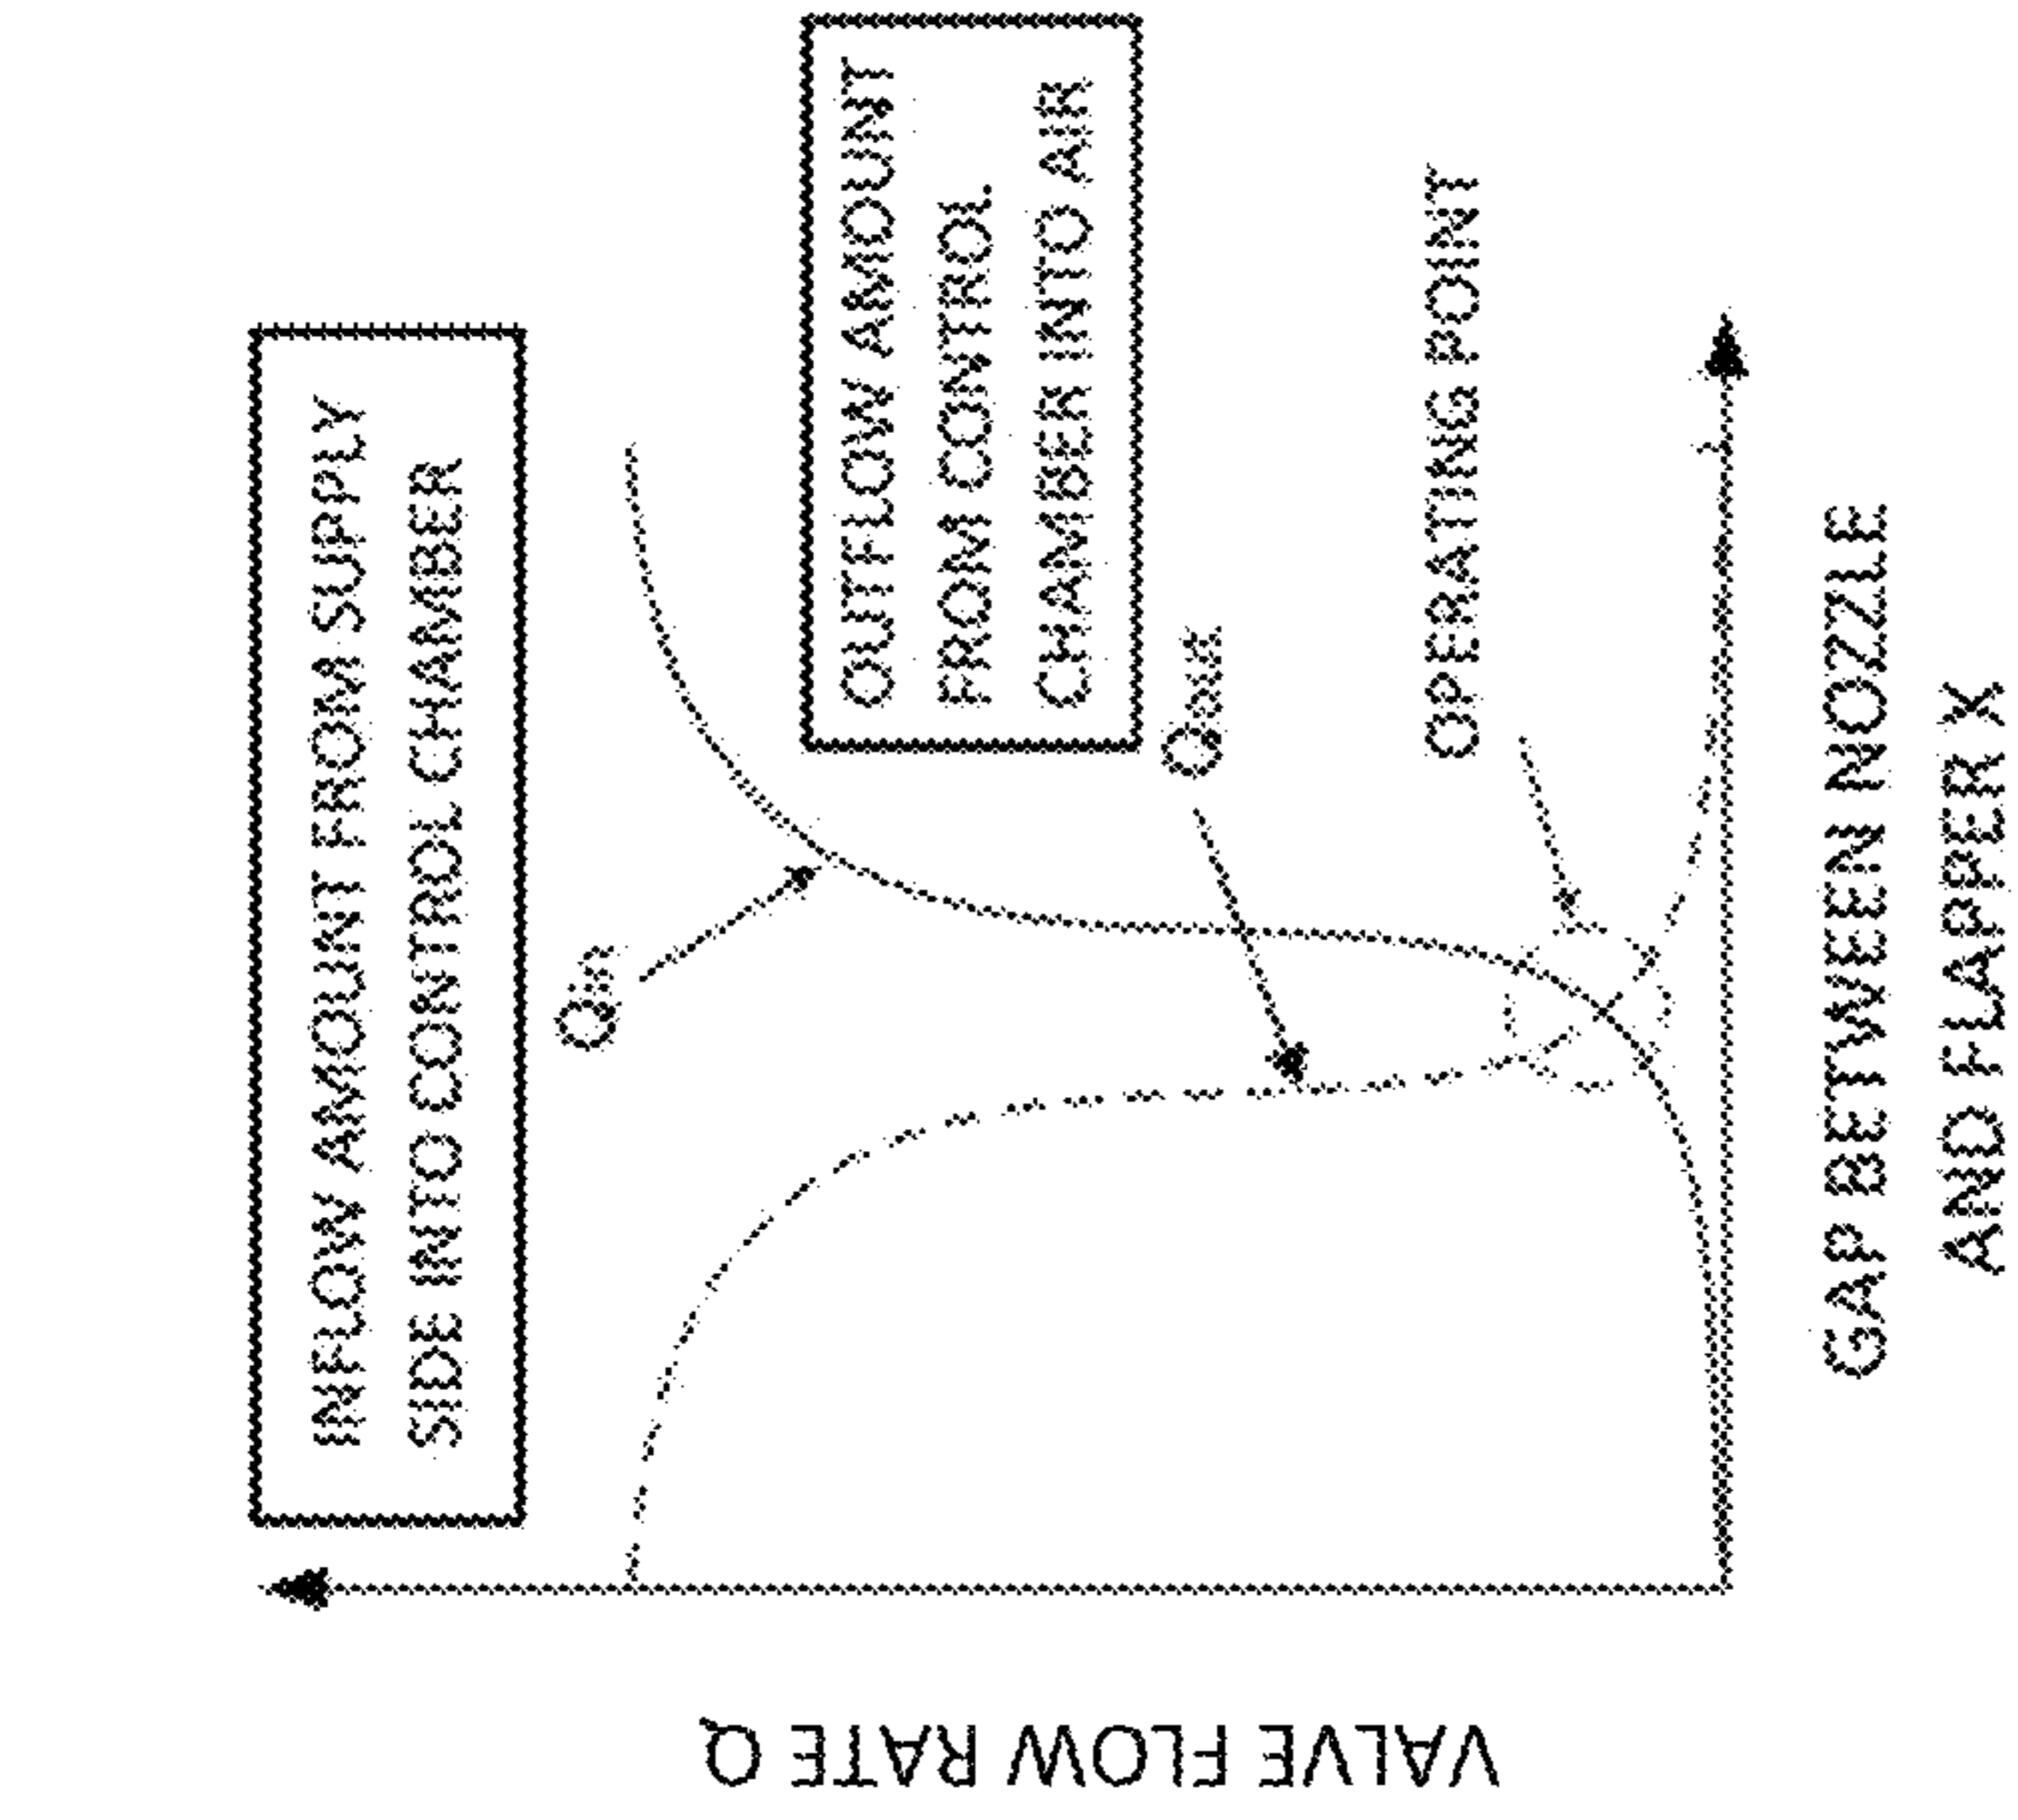 INFLOW AMOUNT FROM SUPPLY
SIDE INTO CONTROL CHAMBER
Qin
OUTFLOW AMOUNT
FROM CONTROL
CHAMBER INTO AIR
Qout
OPERATING POINT
GAP BETWEEN NOZZLE
AND FLAPPER X
VALVE FLOW RATE Q